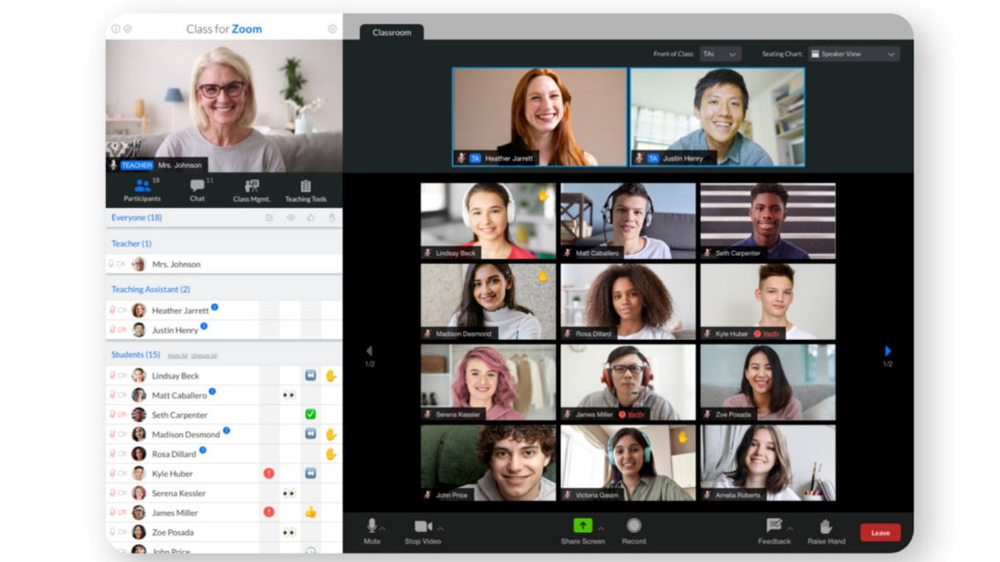 Class for Zoom
TEACHER Mrs. Johnson
Participants 18
Chat 11
Class Mgmt.
Teaching Tools
Everyone (18)
Teacher (1)
Mrs. Johnson
Teaching Assistant (2)
Heather Jarrett
Justin Henry
Students (15) Mute All Unmute All
Lindsay Beck
Matt Caballero
Seth Carpenter
Madison Desmond
Rosa Dillard
Kyle Huber
Serena Kessler
James Miller
Zoe Posada
John Price
Classroom
Front of Class: TAs
Seating Chart: Speaker View
TA Heather Jarrett
TA Justin Henry
Lindsay Beck
Matt Caballero
Seth Carpenter
Madison Desmond
Rosa Dillard
Kyle Huber Verify
Serena Kessler
James Miller Verify
Zoe Posada
John Price
Victoria Qasim
Amelia Roberts
1/2
1/2
Mute
Stop Video
Share Screen
Record
Feedback
Raise Hand
Leave